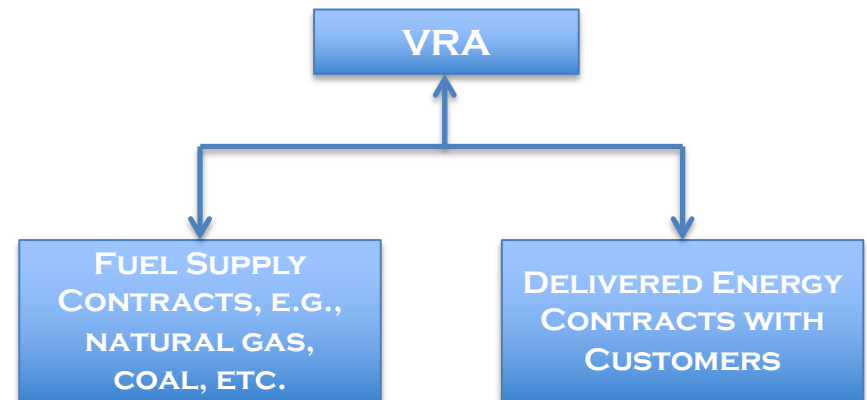 VRA
FUEL SUPPLY
CONTRACTS, E.G.,
NATURAL GAS,
COAL, ETC.
DELIVERED ENERGY
CONTRACTS WITH
CUSTOMERS